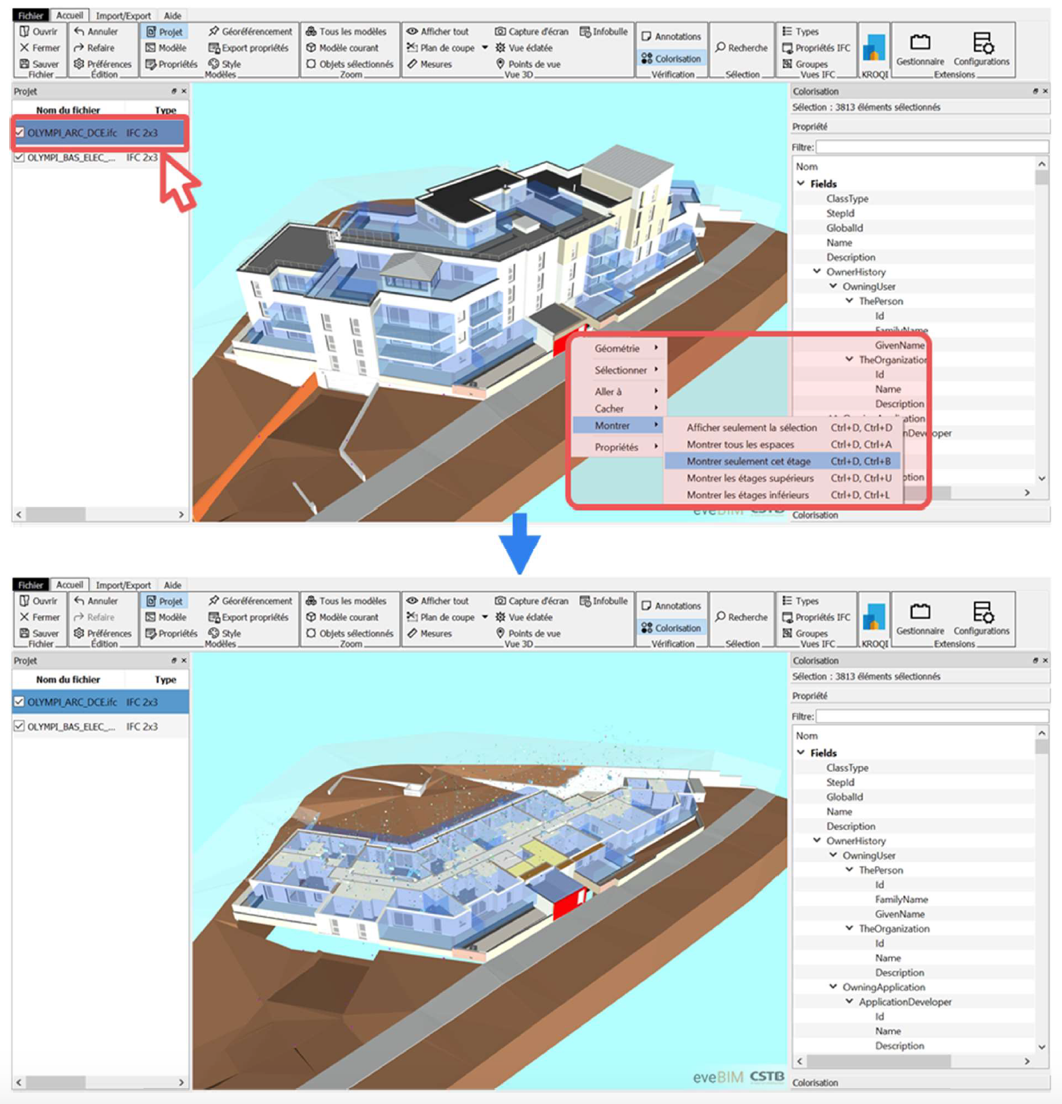 Fichier Accueil Import/Export Aide
Ouvrir Annuler Projet Géoréférencement Tous les modèles Afficher tout Capture d'écran Infobulle Annotations Recherche Types Gestionnaire Configurations
Fermer Refaire Modèle Export propriétés Modèle courant Plan de coupe Vue éclatée Colorisation Propriétés IFC
Sauver Préférences Propriétés Style Objets sélectionnés Mesures Points de vue Groupes
Fichier Édition Modèles Zoom Vue 3D Vérification Sélection Vues IFC KROQI Extensions
Projet
Nom du fichier Type
OLYMPI_ARC_DCE.ifc IFC 2x3
OLYMPI_BAS_ELEC_... IFC 2x3
Colorisation
Sélection : 3813 éléments sélectionnés
Propriété
Filtre:
Nom
Fields
ClassType
StepId
GlobalId
Name
Description
OwnerHistory
OwningUser
ThePerson
Id
FamilyName
GivenName
TheOrganization
Id
Name
Description
Géométrie
Sélectionner
Aller à
Cacher
Montrer
Propriétés
Afficher seulement la sélection Ctrl+D, Ctrl+D
Montrer tous les espaces Ctrl+D, Ctrl+A
Montrer seulement cet étage Ctrl+D, Ctrl+B
Montrer les étages supérieurs Ctrl+D, Ctrl+U
Montrer les étages inférieurs Ctrl+D, Ctrl+L
eveBIM CSTB
Colorisation
Fichier Accueil Import/Export Aide
Ouvrir Annuler Projet Géoréférencement Tous les modèles Afficher tout Capture d'écran Infobulle Annotations Recherche Types Gestionnaire Configurations
Fermer Refaire Modèle Export propriétés Modèle courant Plan de coupe Vue éclatée Colorisation Propriétés IFC
Sauver Préférences Propriétés Style Objets sélectionnés Mesures Points de vue Groupes
Fichier Édition Modèles Zoom Vue 3D Vérification Sélection Vues IFC KROQI Extensions
Projet
Nom du fichier Type
OLYMPI_ARC_DCE.ifc IFC 2x3
OLYMPI_BAS_ELEC_... IFC 2x3
Colorisation
Sélection : 3813 éléments sélectionnés
Propriété
Filtre:
Nom
Fields
ClassType
StepId
GlobalId
Name
Description
OwnerHistory
OwningUser
ThePerson
Id
FamilyName
GivenName
TheOrganization
Id
Name
Description
OwningApplication
ApplicationDeveloper
Id
Name
Description
eveBIM CSTB
Colorisation